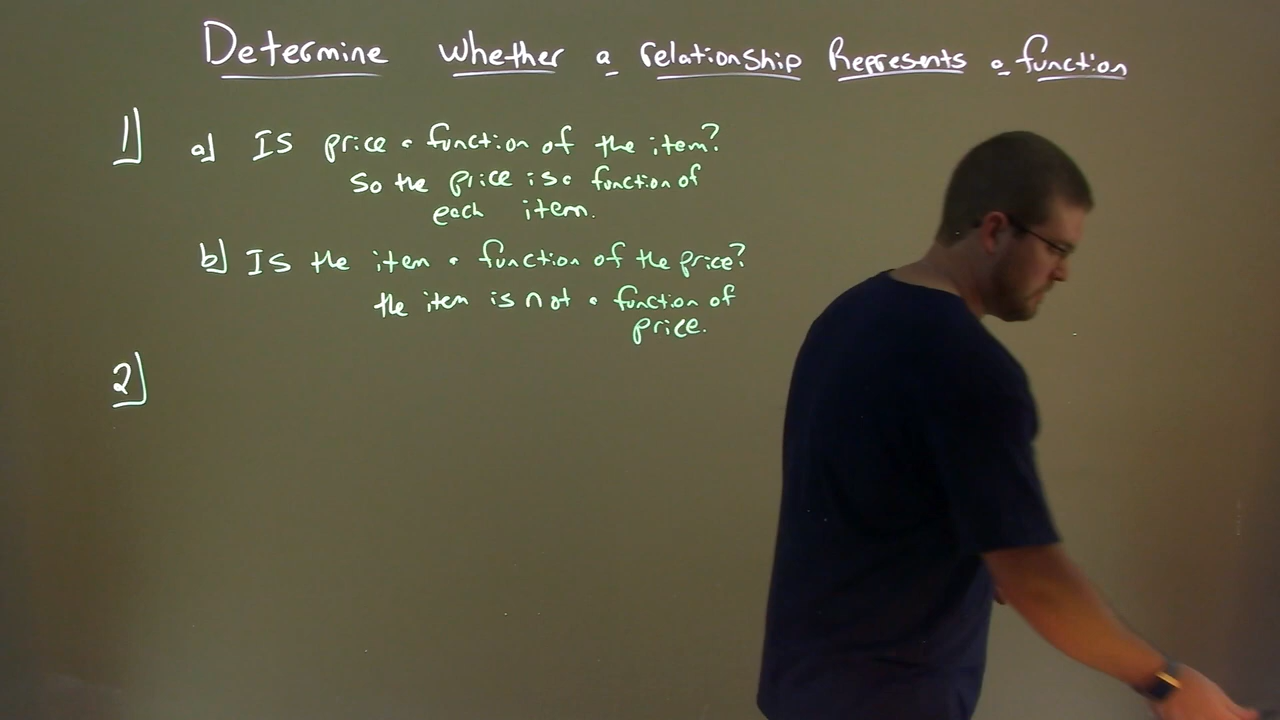 Determine whether a relationship Represents a function
1) a) Is price a function of the item?
So the price is a function of
each item.
b) Is the item a function of the price?
the item is not a function of
price.
2)